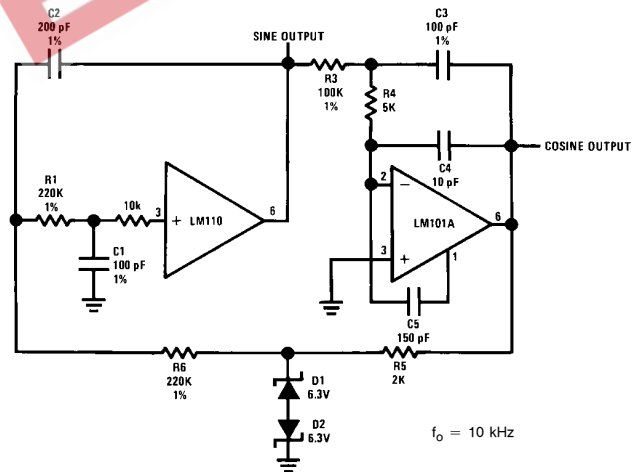 C2
200 pF
1%
SINE OUTPUT
C3
100 pF
1%
R3
100K
1%
R4
5K
C4
10 pF
COSINE OUTPUT
R1
220K
1%
10k
3
+
LM110
6
2
−
LM101A
6
3
+
1
C1
100 pF
1%
C5
150 pF
R6
220K
1%
R5
2K
D1
6.3V
D2
6.3V
fo = 10 kHz